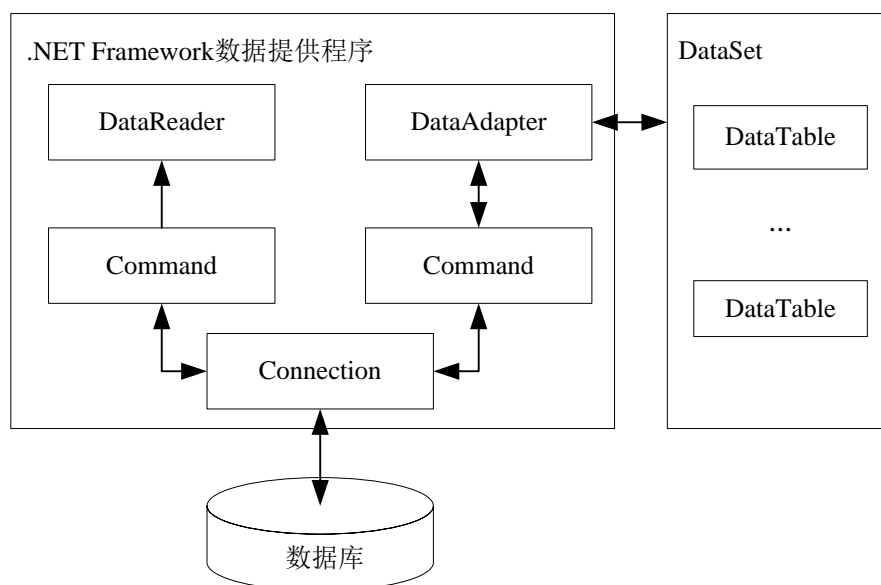 .NET Framework数据提供程序
DataReader
DataAdapter
Command
Command
Connection
数据库
DataSet
DataTable
...
DataTable